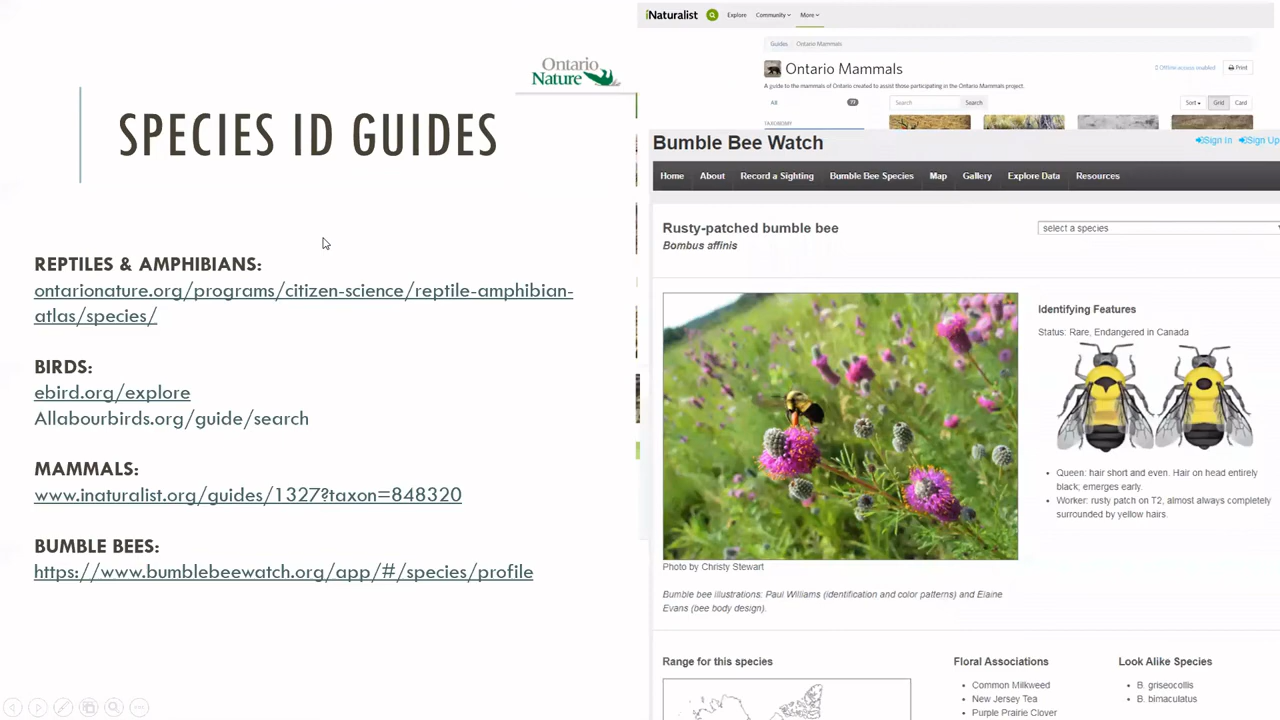 Ontario
Nature
SPECIES ID GUIDES
REPTILES & AMPHIBIANS:
ontarionature.org/programs/citizen-science/reptile-amphibian-
atlas/species/
BIRDS:
ebird.org/explore
Allabourbirds.org/guide/search
MAMMALS:
www.inaturalist.org/guides/1327?taxon=848320
BUMBLE BEES:
https://www.bumblebeewatch.org/app/#/species/profile
iNaturalist Explore Community More
Guides Ontario Mammals
Ontario Mammals
Offline access enabled Print
A guide to the mammals of Ontario created to assist those participating in the Ontario Mammals project.
All 73 Search Search Sort Grid Card
TAXONOMY
Bumble Bee Watch
Sign In Sign Up
Home About Record a Sighting Bumble Bee Species Map Gallery Explore Data Resources
Rusty-patched bumble bee
select a species
Bombus affinis
Identifying Features
Status: Rare, Endangered in Canada
Queen: hair short and even. Hair on head entirely
black; emerges early.
Worker: rusty patch on T2, almost always completely
surrounded by yellow hairs.
Photo by Christy Stewart
Bumble bee illustrations: Paul Williams (identification and color patterns) and Elaine
Evans (bee body design).
Range for this species
Floral Associations
Common Milkweed
New Jersey Tea
Purple Prairie Clover
Look Alike Species
B. griseocollis
B. bimaculatus